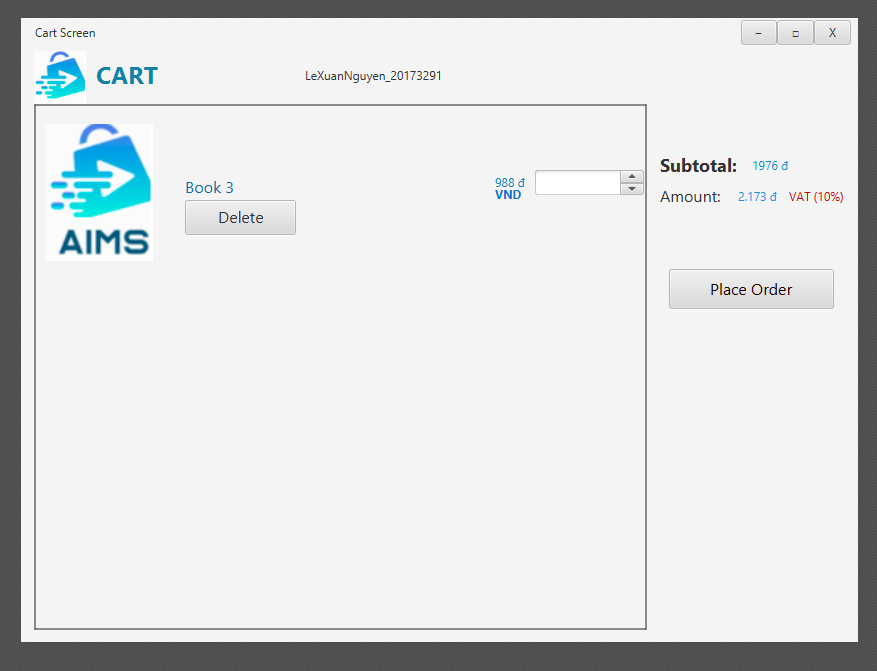 Cart Screen
– □ X
CART
LeXuanNguyen_20173291
AIMS
Book 3
Delete
988 đ
VND
Subtotal: 1976 đ
Amount: 2.173 đ VAT (10%)
Place Order